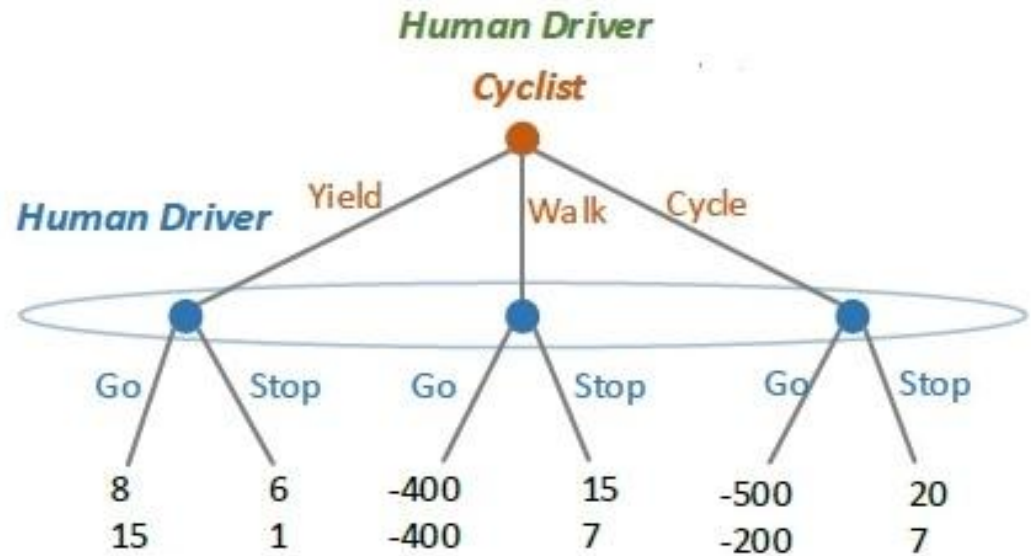 Human Driver
Cyclist
Yield Walk Cycle
Human Driver
Go Stop Go Stop Go Stop
8 6 -400 15 -500 20
15 1 -400 7 -200 7